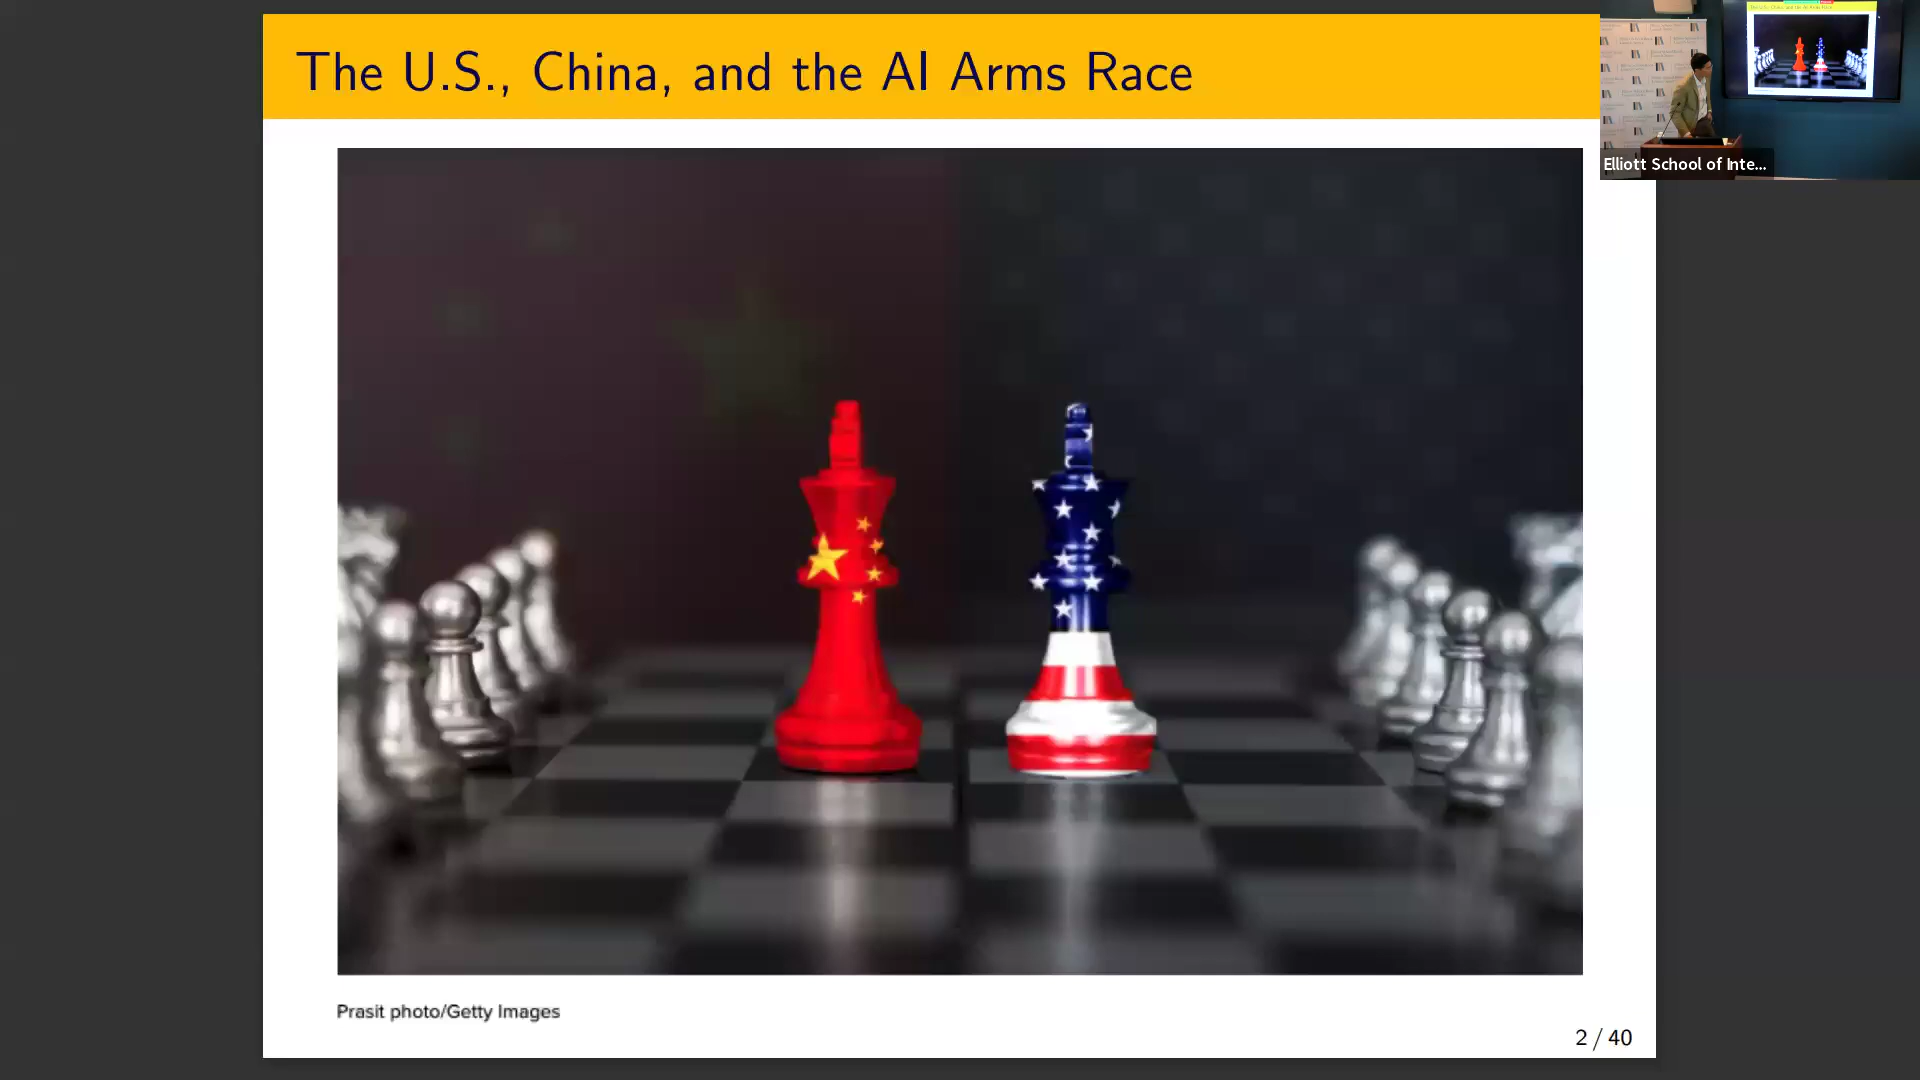 The U.S., China, and the AI Arms Race
Elliott School of Inte...
Prasit photo/Getty Images
2 / 40